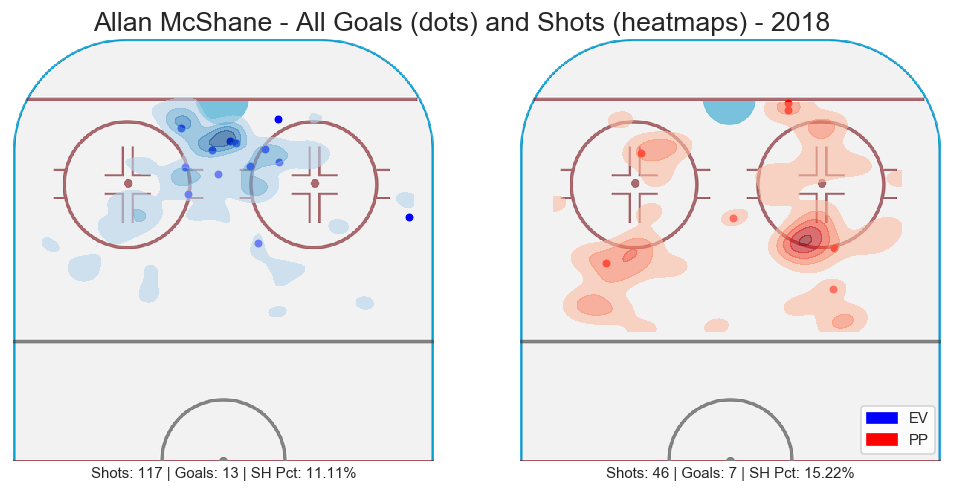 Allan McShane - All Goals (dots) and Shots (heatmaps) - 2018
EV
PP
Shots: 117 | Goals: 13 | SH Pct: 11.11%
Shots: 46 | Goals: 7 | SH Pct: 15.22%